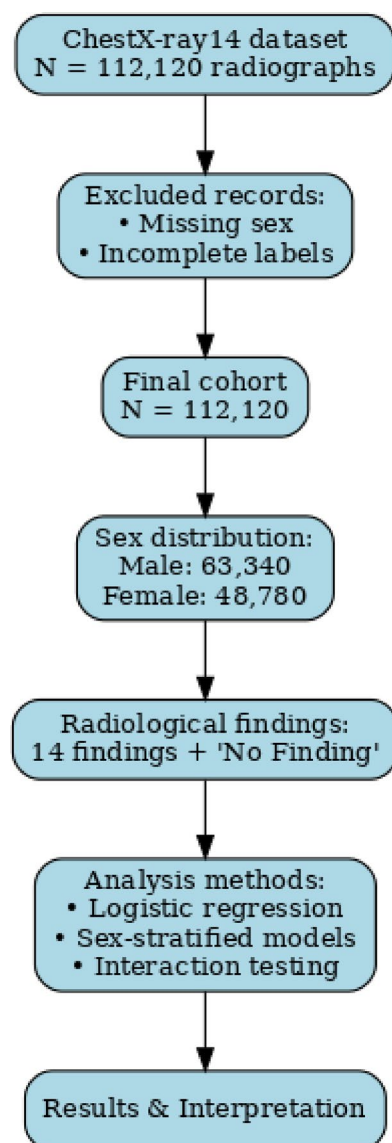 ChestX-ray14 dataset
N = 112,120 radiographs
Excluded records:
• Missing sex
• Incomplete labels
Final cohort
N = 112,120
Sex distribution:
Male: 63,340
Female: 48,780
Radiological findings:
14 findings + 'No Finding'
Analysis methods:
• Logistic regression
• Sex-stratified models
• Interaction testing
Results & Interpretation